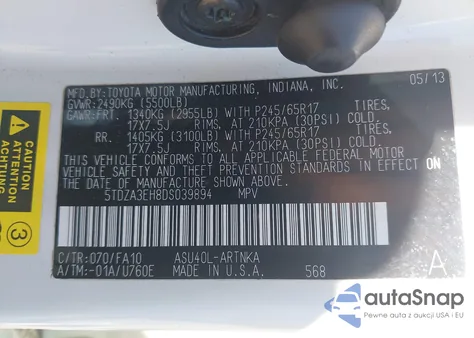 MFD. BY: TOYOTA MOTOR MANUFACTURING, INDIANA, INC. 05/13
GVWR: 2490KG (5500LB)
GAWR: FRT. 1340KG (2955LB) WITH P245/65R17 TIRES,
17X7.5J RIMS, AT 210KPA (30PSI) COLD.
RR. 1405KG (3100LB) WITH P245/65R17 TIRES,
17X7.5J RIMS, AT 210KPA (30PSI) COLD.
THIS VEHICLE CONFORMS TO ALL APPLICABLE FEDERAL MOTOR
VEHICLE SAFETY AND THEFT PREVENTION STANDARDS IN EFFECT
ON THE DATE OF MANUFACTURE SHOWN ABOVE.
5TDZA3EH8DS039894 MPV
C/TR: 070/FA10 ASU40L-ARTNKA
A/TM: -01A/U760E MADE IN U.S.A. 568 A
CAUTION
ATTENTION
ACHTUNG
3
autoSnap
Pewne auta z USA i EU